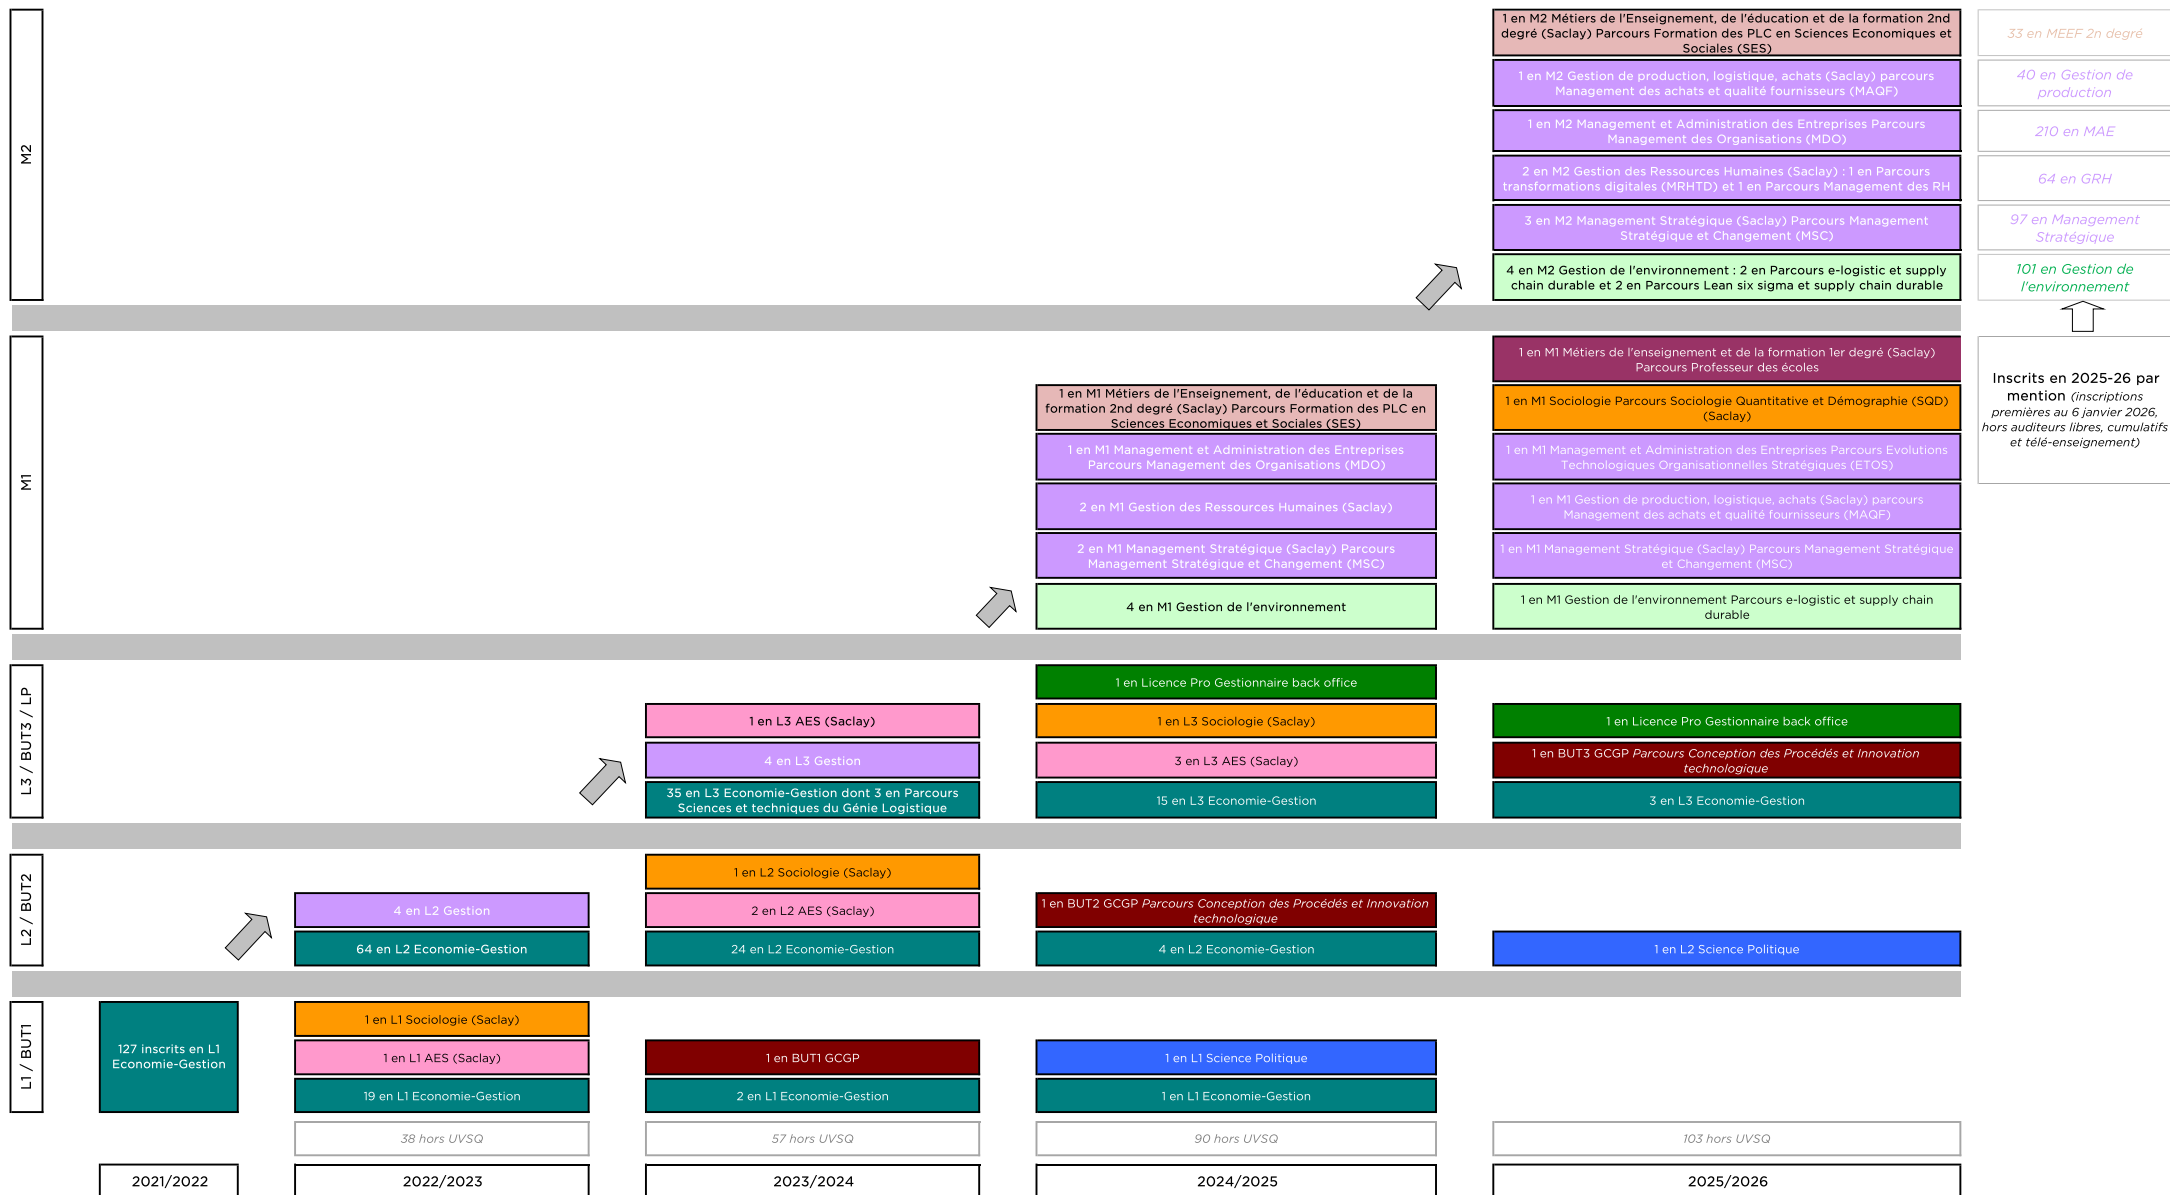 M2
1 en M2 Métiers de l'Enseignement, de l'éducation et de la formation 2nd
degré (Saclay) Parcours Formation des PLC en Sciences Economiques et
Sociales (SES)
33 en MEEF 2n degré
1 en M2 Gestion de production, logistique, achats (Saclay) parcours
Management des achats et qualité fournisseurs (MAQF)
40 en Gestion de
production
1 en M2 Management et Administration des Entreprises Parcours
Management des Organisations (MDO)
210 en MAE
2 en M2 Gestion des Ressources Humaines (Saclay) : 1 en Parcours
transformations digitales (MRHTD) et 1 en Parcours Management des RH
64 en GRH
3 en M2 Management Stratégique (Saclay) Parcours Management
Stratégique et Changement (MSC)
97 en Management
Stratégique
4 en M2 Gestion de l'environnement : 2 en Parcours e-logistic et supply
chain durable et 2 en Parcours Lean six sigma et supply chain durable
101 en Gestion de
l'environnement
M1
1 en M1 Métiers de l'Enseignement, de l'éducation et de la
formation 2nd degré (Saclay) Parcours Formation des PLC en
Sciences Economiques et Sociales (SES)
1 en M1 Management et Administration des Entreprises
Parcours Management des Organisations (MDO)
2 en M1 Gestion des Ressources Humaines (Saclay)
2 en M1 Management Stratégique (Saclay) Parcours
Management Stratégique et Changement (MSC)
4 en M1 Gestion de l'environnement
1 en M1 Métiers de l'enseignement et de la formation 1er degré (Saclay)
Parcours Professeur des écoles
1 en M1 Sociologie Parcours Sociologie Quantitative et Démographie (SQD)
(Saclay)
1 en M1 Management et Administration des Entreprises Parcours Evolutions
Technologiques Organisationnelles Stratégiques (ETOS)
1 en M1 Gestion de production, logistique, achats (Saclay) parcours
Management des achats et qualité fournisseurs (MAQF)
1 en M1 Management Stratégique (Saclay) Parcours Management Stratégique
et Changement (MSC)
1 en M1 Gestion de l'environnement Parcours e-logistic et supply chain
durable
Inscrits en 2025-26 par
mention (inscriptions
premières au 6 janvier 2026,
hors auditeurs libres, cumulatifs
et télé-enseignement)
L3 / BUT3 / LP
1 en L3 AES (Saclay)
4 en L3 Gestion
35 en L3 Economie-Gestion dont 3 en Parcours
Sciences et techniques du Génie Logistique
1 en Licence Pro Gestionnaire back office
1 en L3 Sociologie (Saclay)
3 en L3 AES (Saclay)
15 en L3 Economie-Gestion
1 en Licence Pro Gestionnaire back office
1 en BUT3 GCGP Parcours Conception des Procédés et Innovation
technologique
3 en L3 Economie-Gestion
L2 / BUT2
4 en L2 Gestion
64 en L2 Economie-Gestion
1 en L2 Sociologie (Saclay)
2 en L2 AES (Saclay)
24 en L2 Economie-Gestion
1 en BUT2 GCGP Parcours Conception des Procédés et Innovation
technologique
4 en L2 Economie-Gestion
1 en L2 Science Politique
L1 / BUT1
127 inscrits en L1
Economie-Gestion
1 en L1 Sociologie (Saclay)
1 en L1 AES (Saclay)
19 en L1 Economie-Gestion
1 en BUT1 GCGP
2 en L1 Economie-Gestion
1 en L1 Science Politique
1 en L1 Economie-Gestion
38 hors UVSQ
57 hors UVSQ
90 hors UVSQ
103 hors UVSQ
2021/2022
2022/2023
2023/2024
2024/2025
2025/2026